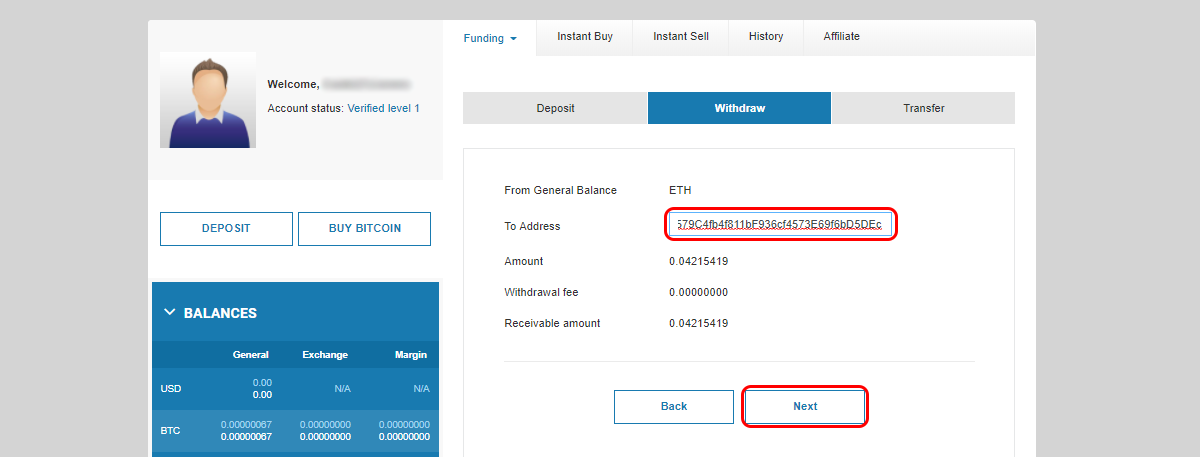 Funding
Instant Buy
Instant Sell
History
Affiliate
Welcome,
Account status: Verified level 1
Deposit
Withdraw
Transfer
From General Balance ETH
To Address 579C4fb4f811bF936cf4573E69f6bD5DEc
Amount 0.04215419
Withdrawal fee 0.00000000
Receivable amount 0.04215419
Back
Next
DEPOSIT
BUY BITCOIN
BALANCES
General Exchange Margin
0.00
USD N/A N/A
0.00
0.00000067 0.00000000 0.00000000
BTC
0.00000067 0.00000000 0.00000000